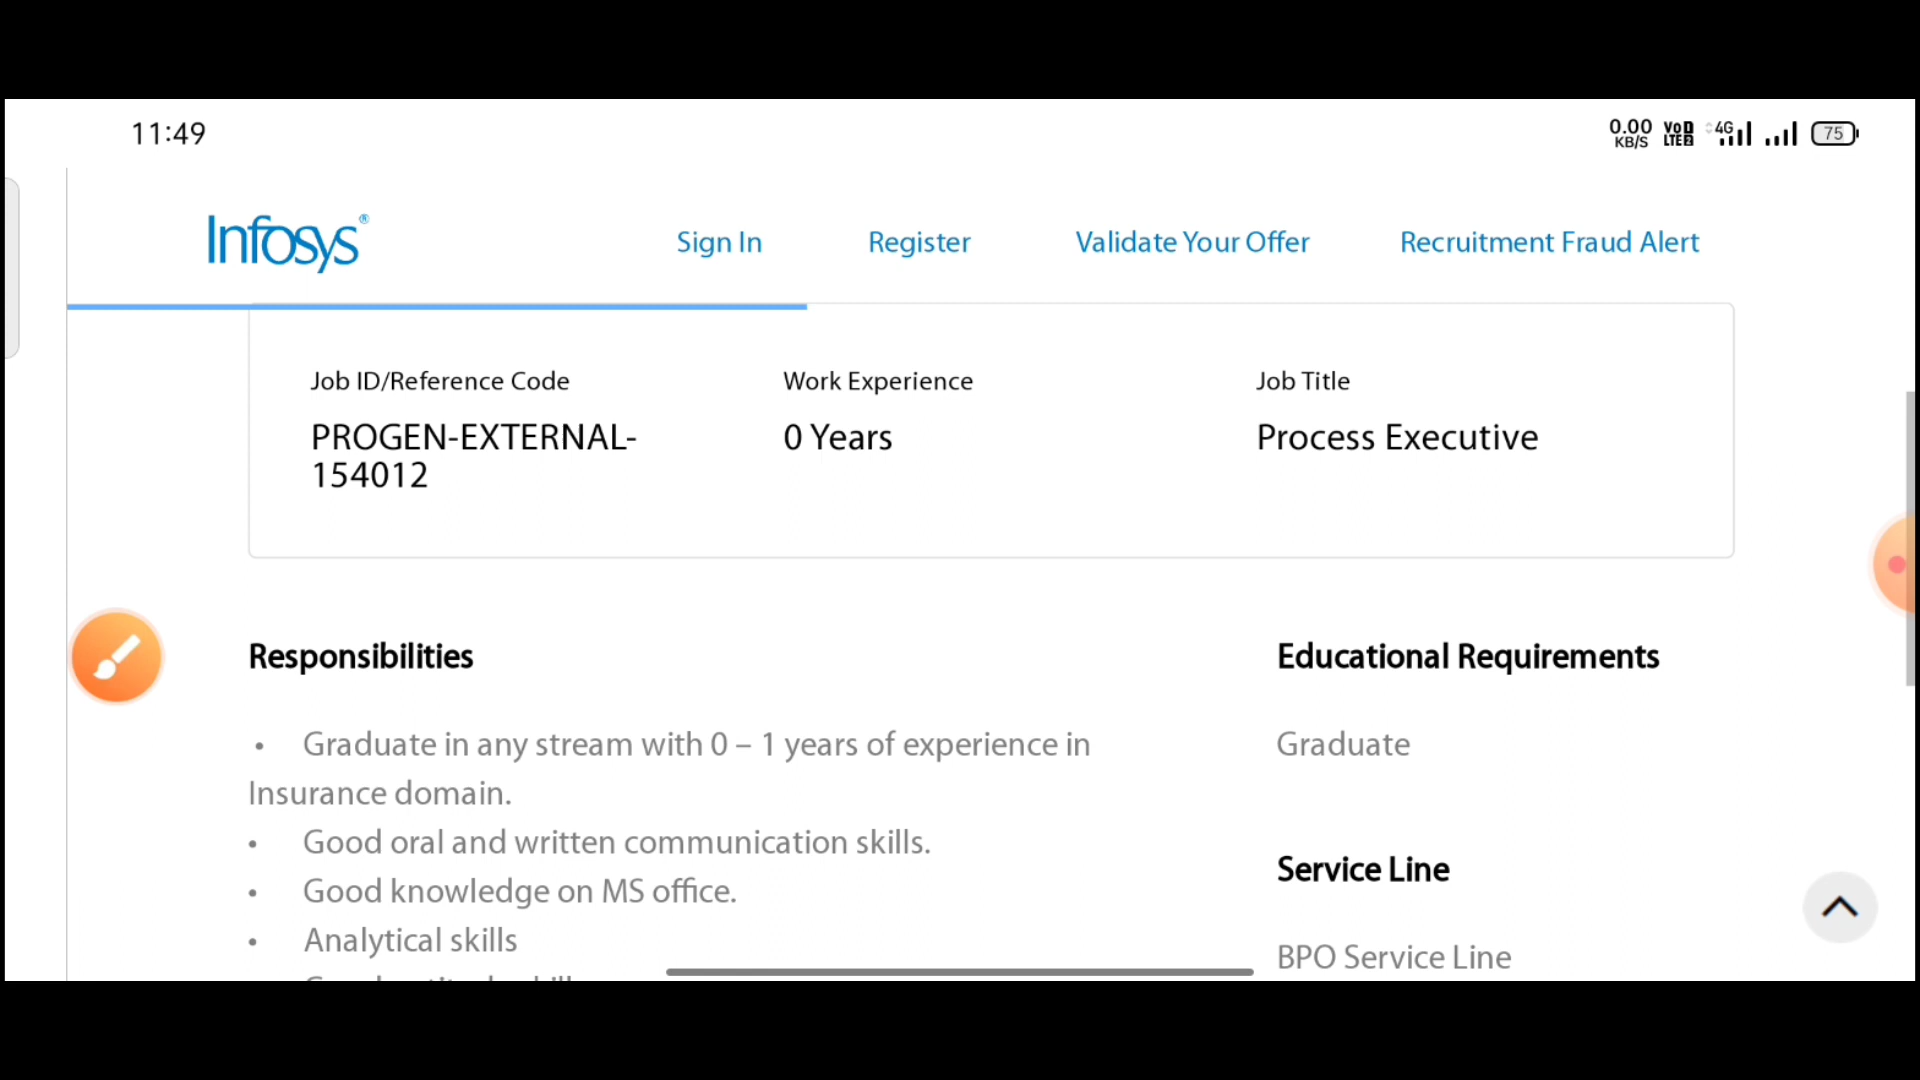 11:49
0.00 KB/S VoD LTE2 4G 75
Infosys®
Sign In Register Validate Your Offer Recruitment Fraud Alert
Job ID/Reference Code Work Experience Job Title
PROGEN-EXTERNAL- 0 Years Process Executive
154012
Responsibilities Educational Requirements
• Graduate in any stream with 0 – 1 years of experience in Graduate
Insurance domain.
• Good oral and written communication skills.
Service Line
• Good knowledge on MS office.
• Analytical skills
BPO Service Line